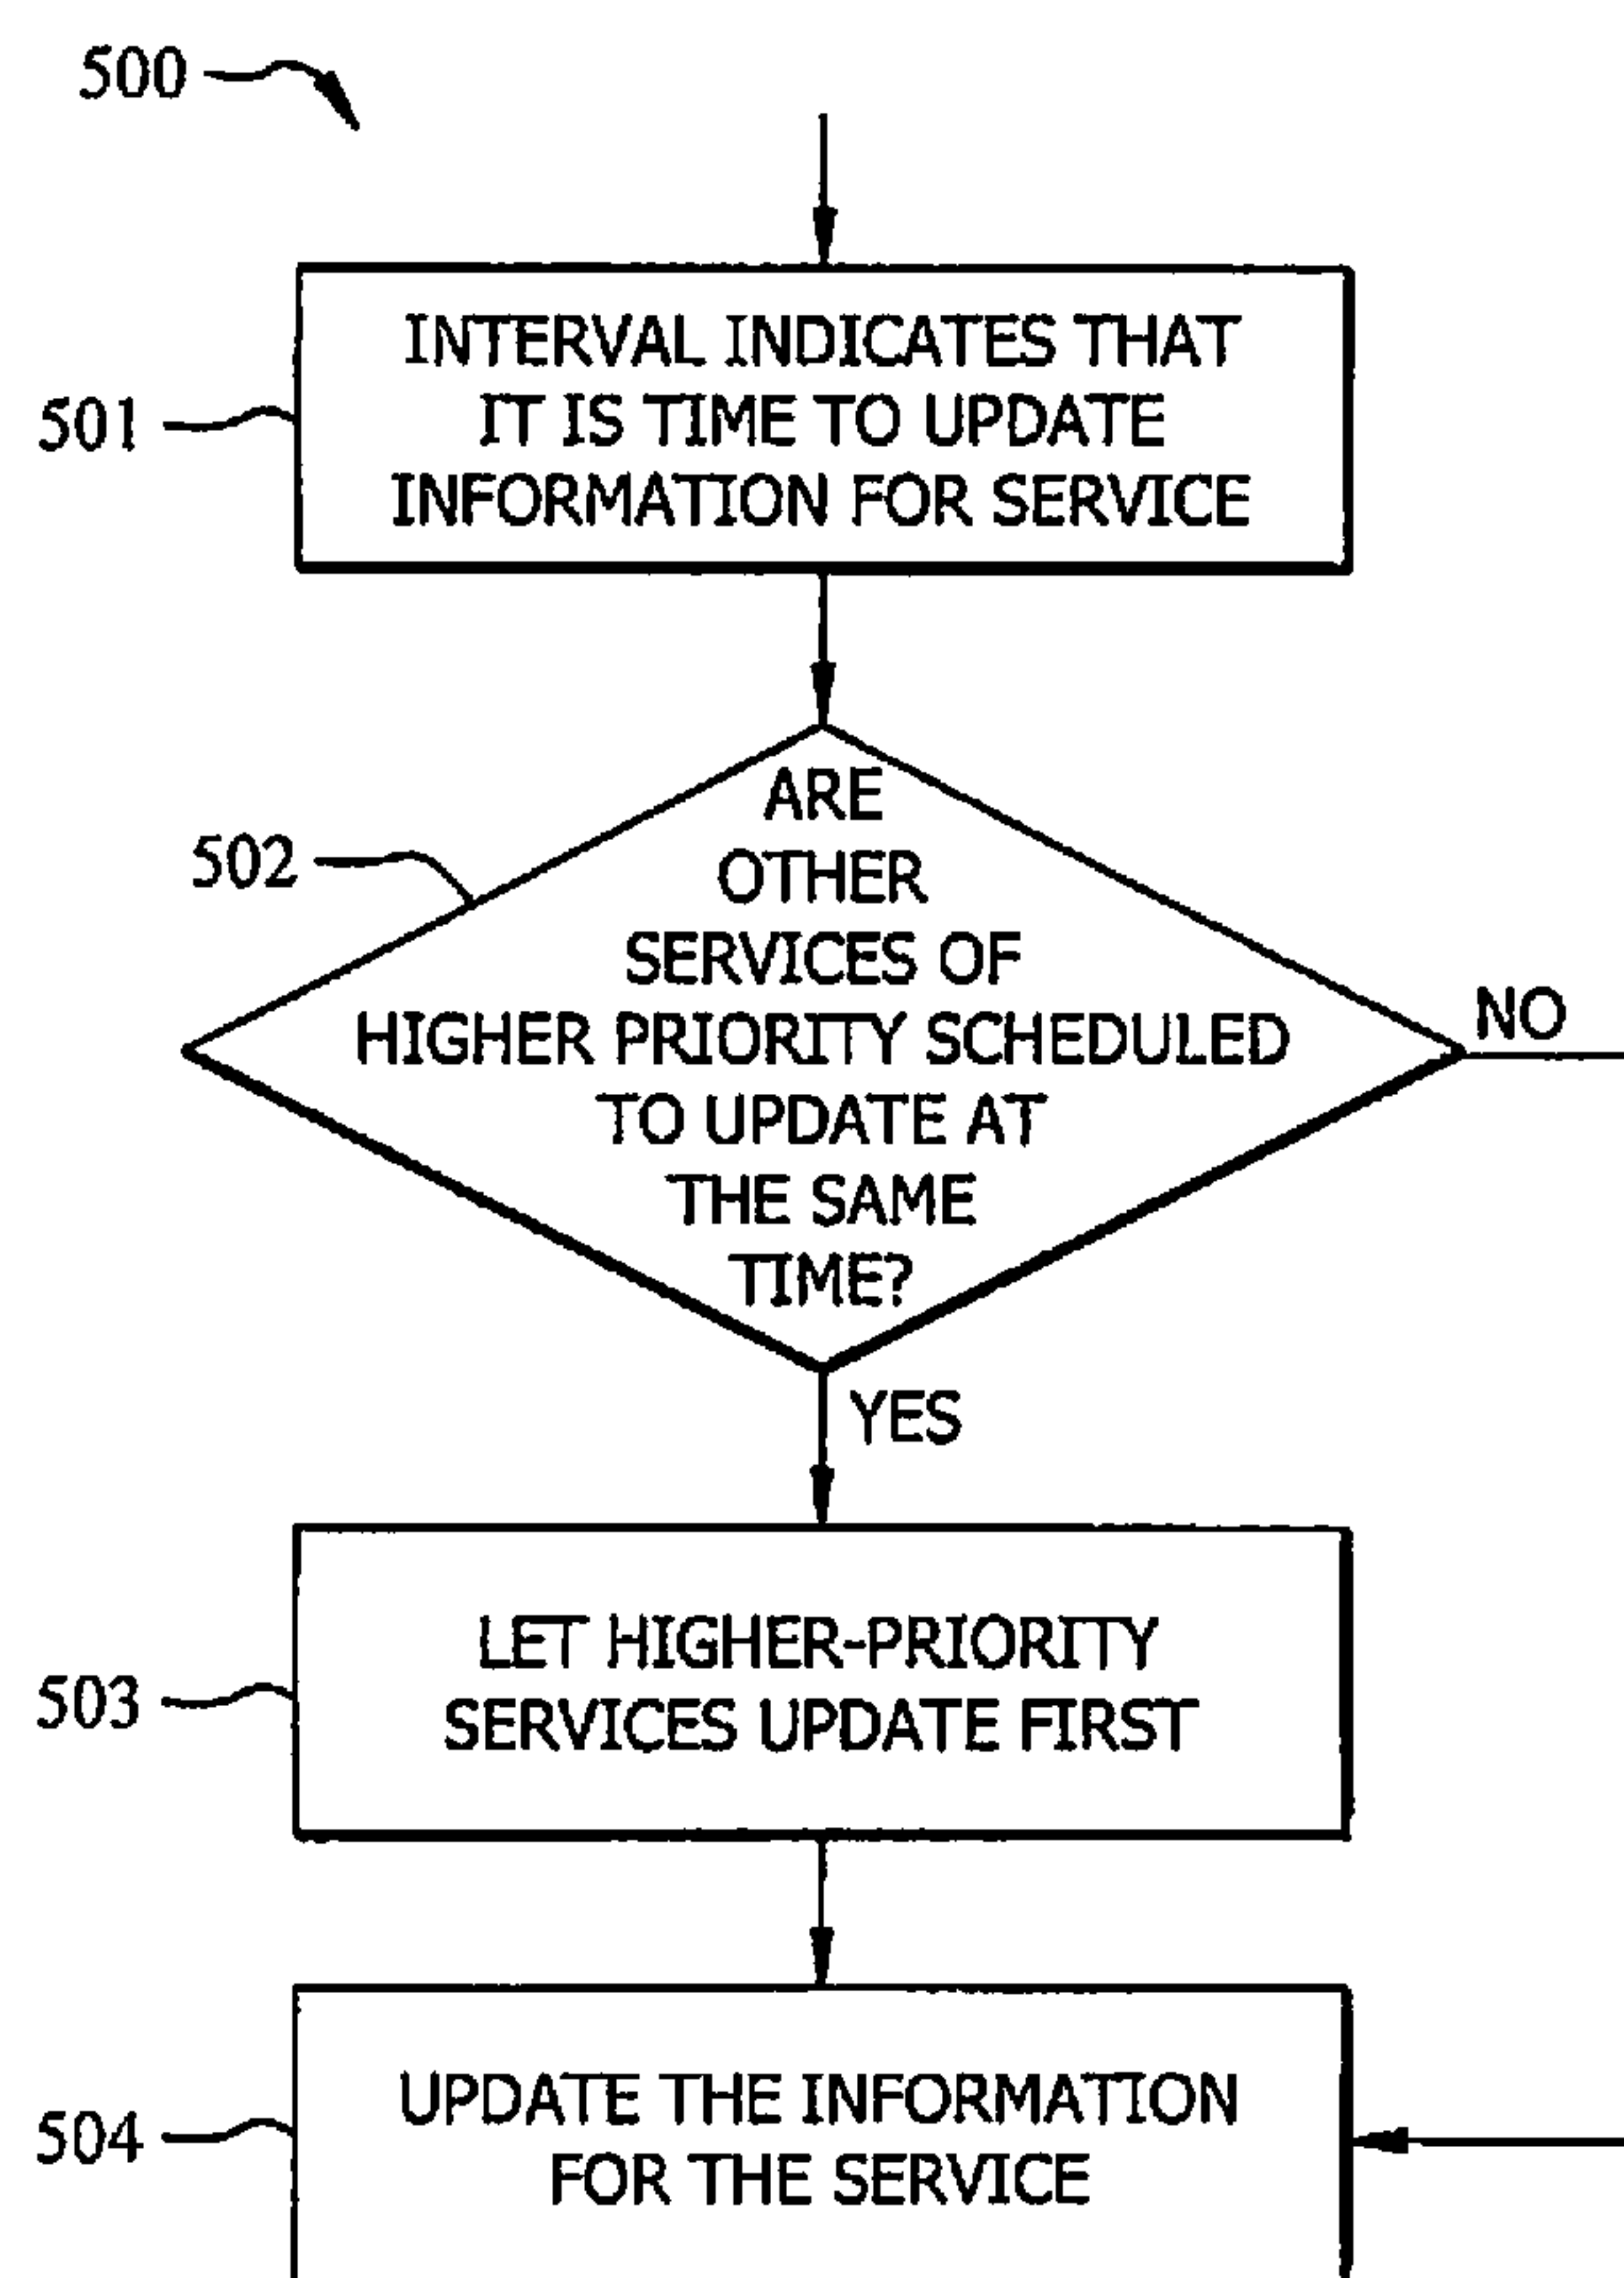 500
INTERVAL INDICATES THAT
IT IS TIME TO UPDATE
INFORMATION FOR SERVICE
501
ARE
OTHER
SERVICES OF
HIGHER PRIORITY SCHEDULED
TO UPDATE AT
THE SAME
TIME?
502
NO
YES
LET HIGHER-PRIORITY
SERVICES UPDATE FIRST
503
UPDATE THE INFORMATION
FOR THE SERVICE
504